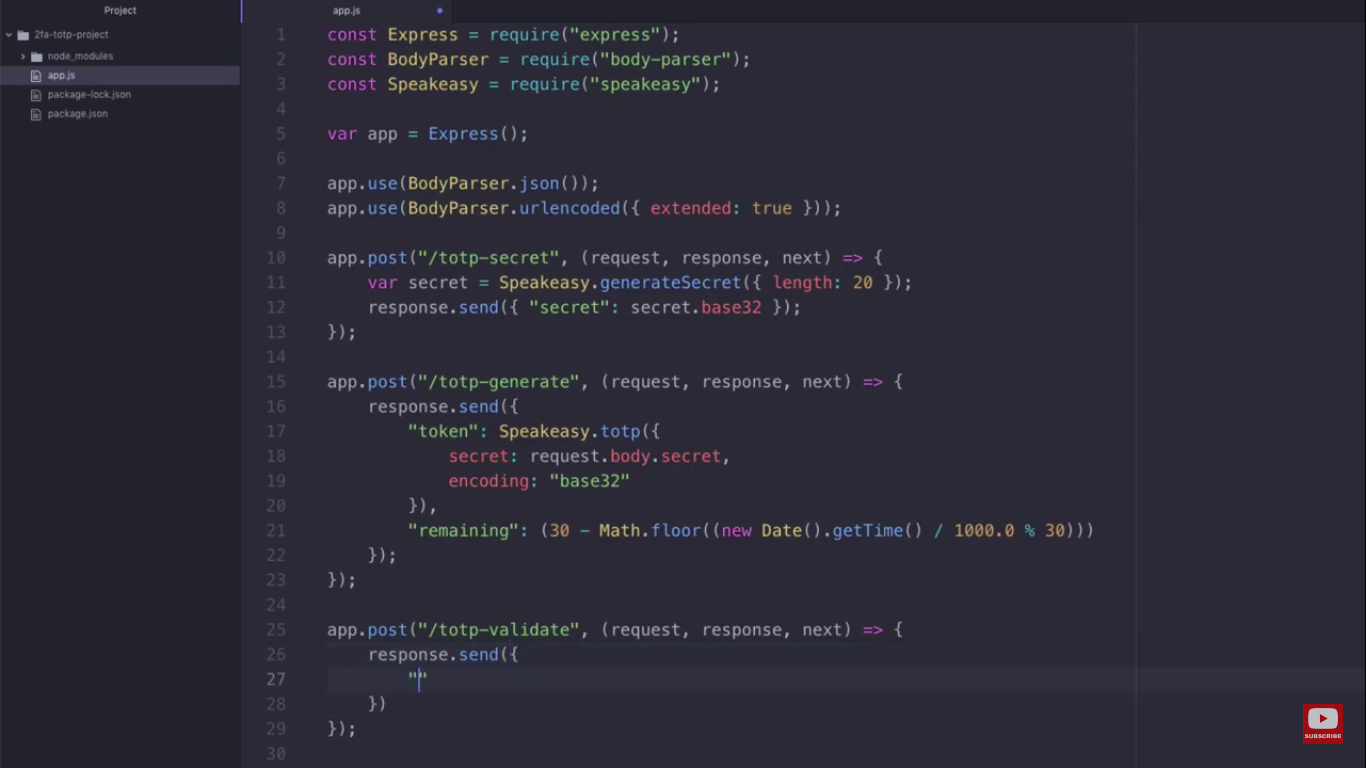 Project
app.js
2fa-totp-project
node_modules
app.js
package-lock.json
package.json
1 const Express = require("express");
2 const BodyParser = require("body-parser");
3 const Speakeasy = require("speakeasy");
4
5 var app = Express();
6
7 app.use(BodyParser.json());
8 app.use(BodyParser.urlencoded({ extended: true }));
9
10 app.post("/totp-secret", (request, response, next) => {
11     var secret = Speakeasy.generateSecret({ length: 20 });
12     response.send({ "secret": secret.base32 });
13 });
14
15 app.post("/totp-generate", (request, response, next) => {
16     response.send({
17         "token": Speakeasy.totp({
18             secret: request.body.secret,
19             encoding: "base32"
20         }),
21         "remaining": (30 - Math.floor((new Date().getTime() / 1000.0 % 30)))
22     });
23 });
24
25 app.post("/totp-validate", (request, response, next) => {
26     response.send({
27         ""
28     })
29 });
30
SUBSCRIBE